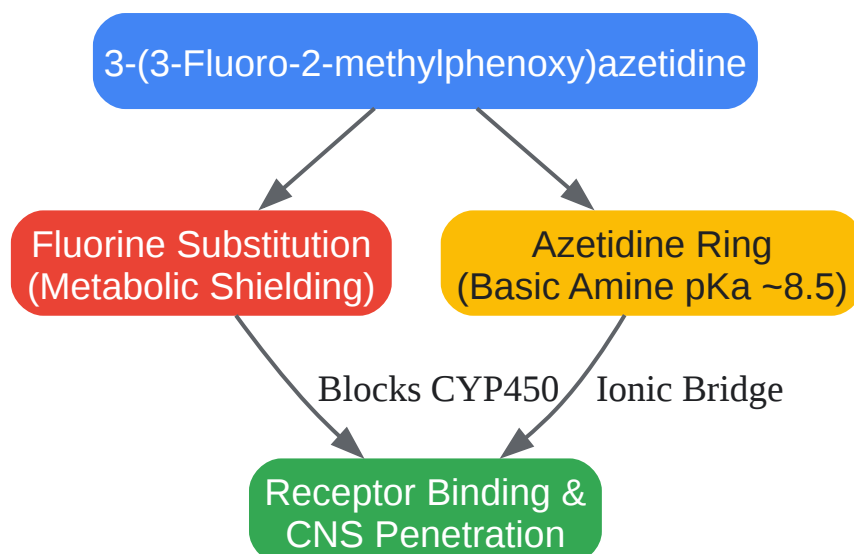 3-(3-Fluoro-2-methylphenoxy)azetidine
Fluorine Substitution
(Metabolic Shielding)
Azetidine Ring
(Basic Amine pKa ~8.5)
Blocks CYP450
Ionic Bridge
Receptor Binding &
CNS Penetration